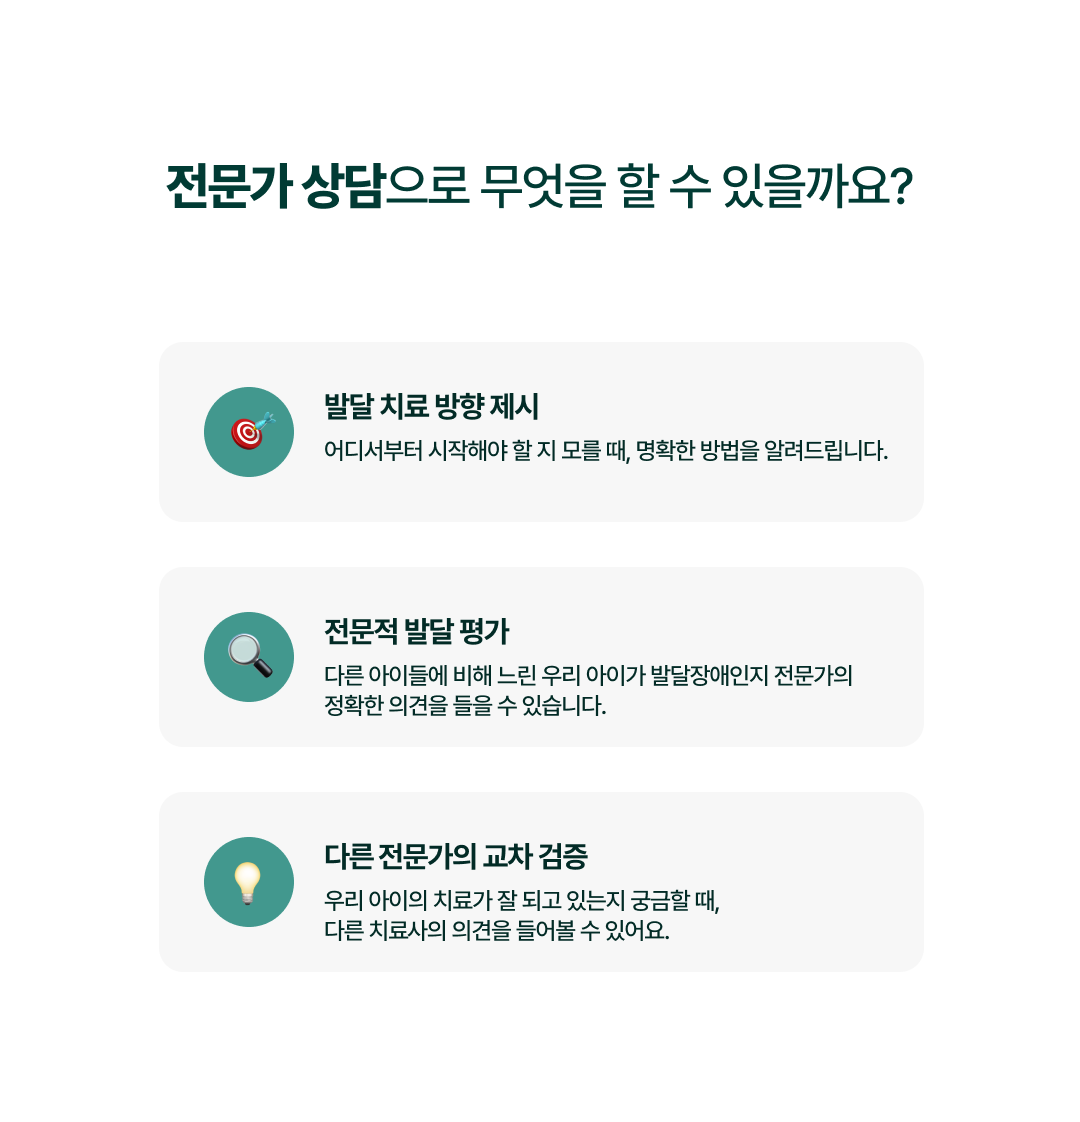 전문가 상담으로 무엇을 할 수 있을까요?
발달 치료 방향 제시
어디서부터 시작해야 할 지 모를 때, 명확한 방법을 알려드립니다.
전문적 발달 평가
다른 아이들에 비해 느린 우리 아이가 발달장애인지 전문가의
정확한 의견을 들을 수 있습니다.
다른 전문가의 교차 검증
우리 아이의 치료가 잘 되고 있는지 궁금할 때,
다른 치료사의 의견을 들어볼 수 있어요.